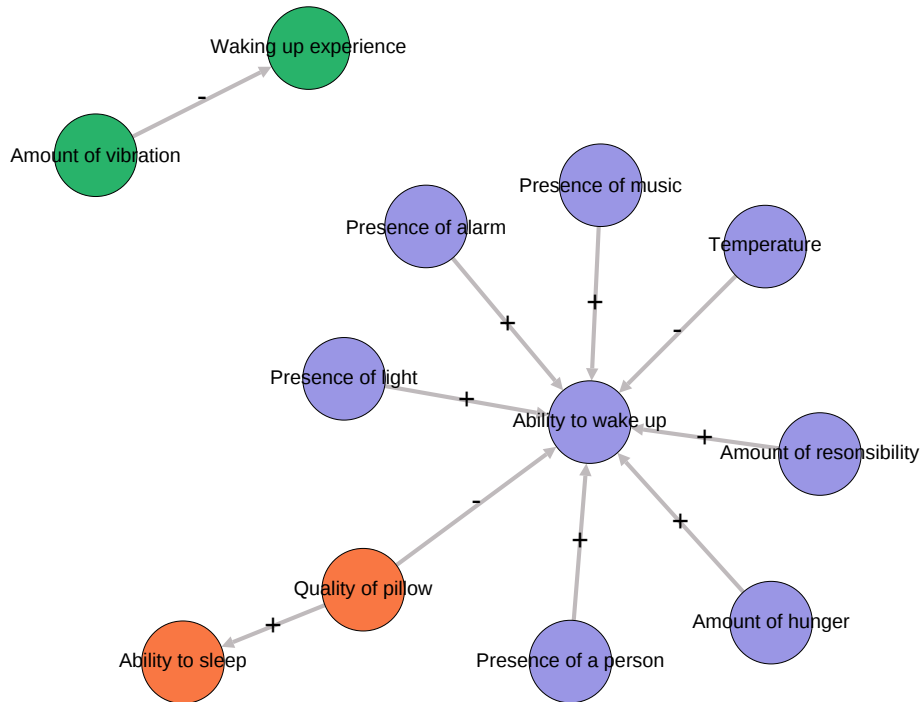 Waking up experience
-
Amount of vibration
Presence of music
Presence of alarm
Temperature
+
+
-
Presence of light
+
Ability to wake up
+
Amount of resonsibility
-
+
+
Quality of pillow
Amount of hunger
+
Ability to sleep
Presence of a person